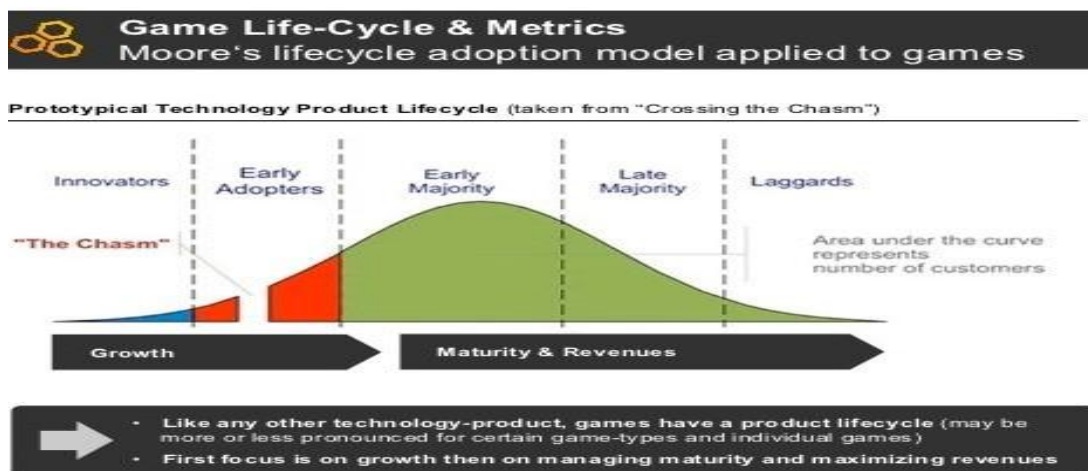 Game Life-Cycle & Metrics
Moore's lifecycle adoption model applied to games
Prototypical Technology Product Lifecycle (taken from "Crossing the Chasm")
Innovators
Early
Adopters
Early
Majority
Late
Majority
Laggards
"The Chasm"
Area under the curve
represents
number of customers
Growth
Maturity & Revenues
• Like any other technology-product, games have a product lifecycle (may be
more or less pronounced for certain game-types and individual games)
• First focus is on growth then on managing maturity and maximizing revenues